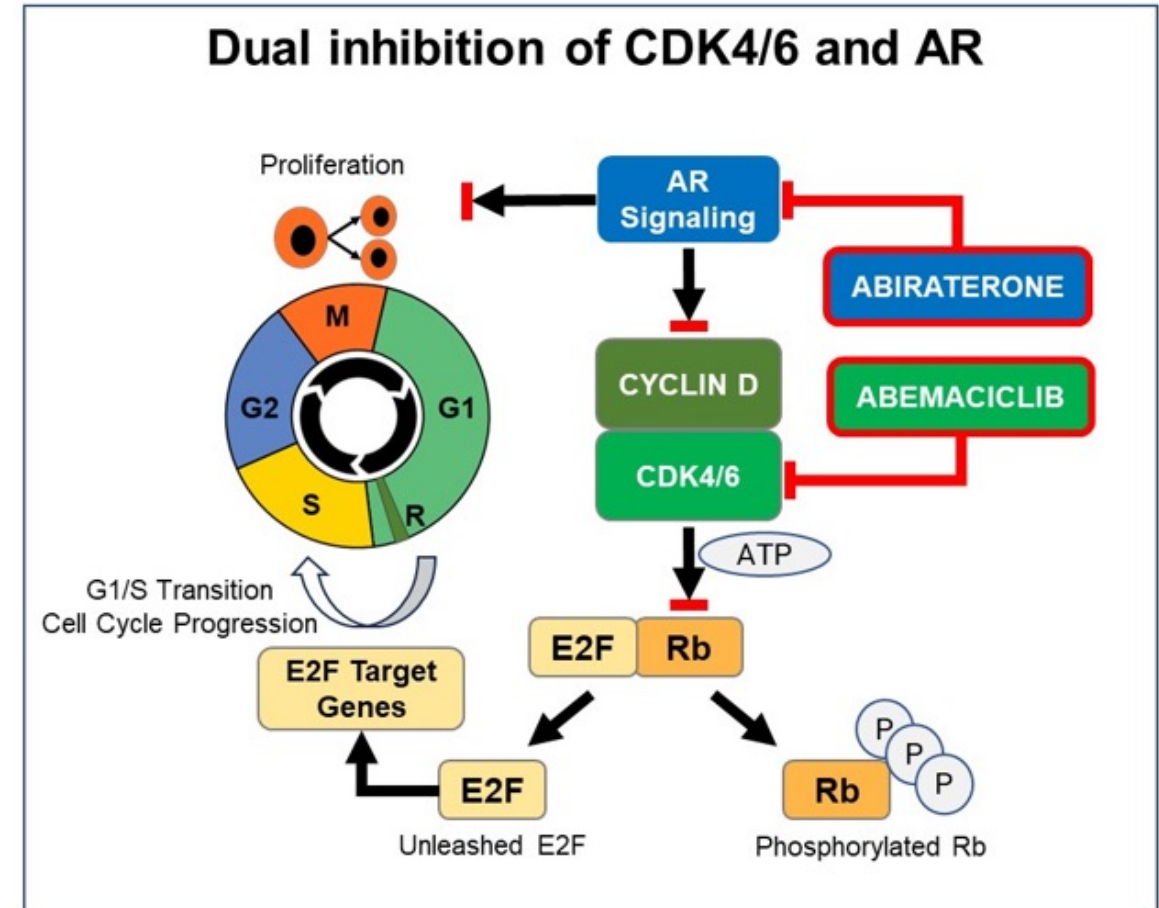 Dual inhibition of CDK4/6 and AR
Proliferation
AR
Signaling
ABIRATERONE
M
G2
G1
S
R
CYCLIN D
ABEMACICLIB
CDK4/6
ATP
G1/S Transition
Cell Cycle Progression
E2F
Rb
E2F Target
Genes
P
P
P
E2F
Rb
Unleashed E2F
Phosphorylated Rb